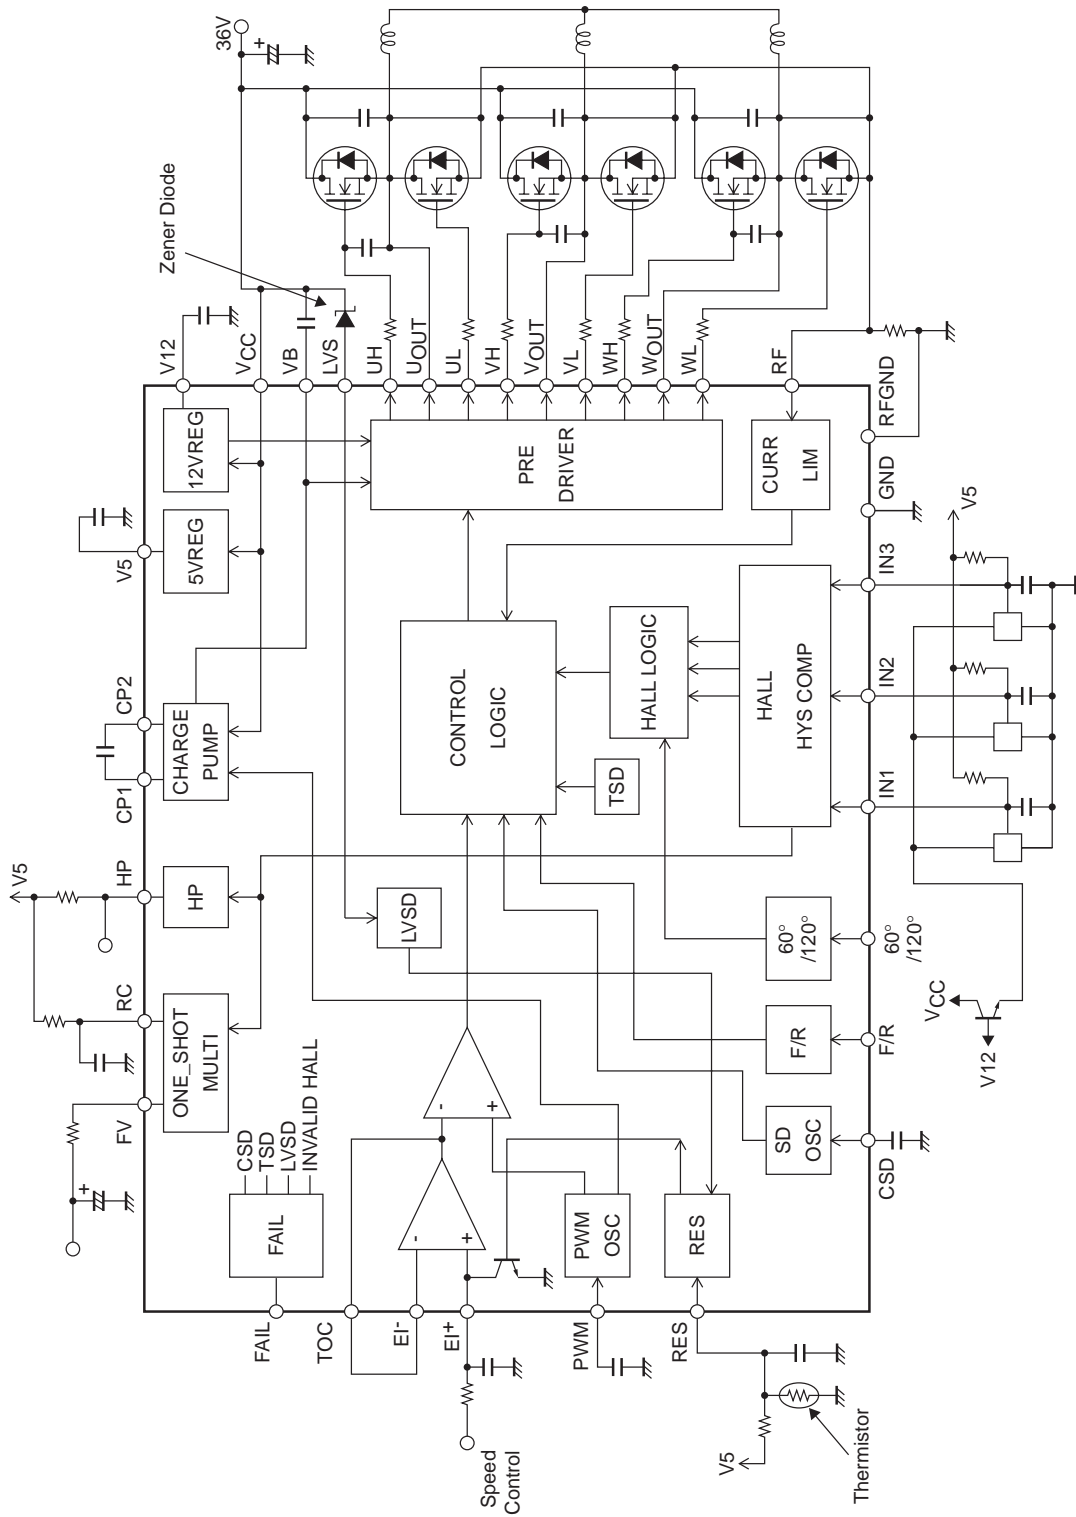 36V
+
Zener Diode
V12
VCC
VB
LVS
UH
UOUT
UL
VH
VOUT
VL
WH
WOUT
WL
RF
RFGND
GND
V5
IN3
IN2
IN1
60°
/120°
F/R
CSD
VCC
V12
V5
CP2
CP1
HP
V5
RC
FV
+
12VREG
5VREG
CHARGE
PUMP
HP
ONE_SHOT
MULTI
PRE
DRIVER
CURR
LIM
CONTROL
LOGIC
HALL LOGIC
HALL
HYS COMP
TSD
LVSD
60°
/120°
F/R
SD
OSC
CSD
TSD
LVSD
INVALID HALL
FAIL
-
+
-
+
PWM
OSC
RES
FAIL
TOC
EI-
EI+
PWM
RES
Speed
Control
V5
Thermistor